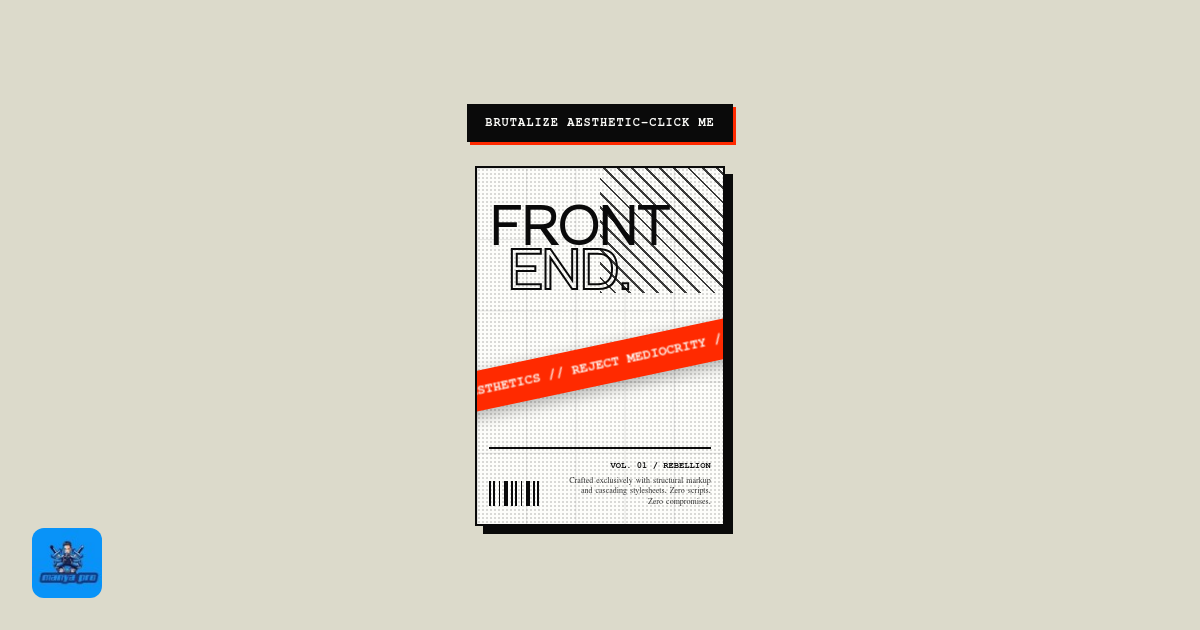 BRUTALIZE AESTHETIC-CLICK ME
FRONT
END.
STHETICS // REJECT MEDIOCRITY /
VOL. 01 / REBELLION
Crafted exclusively with structural markup
and cascading stylesheets. Zero scripts.
Zero compromises.